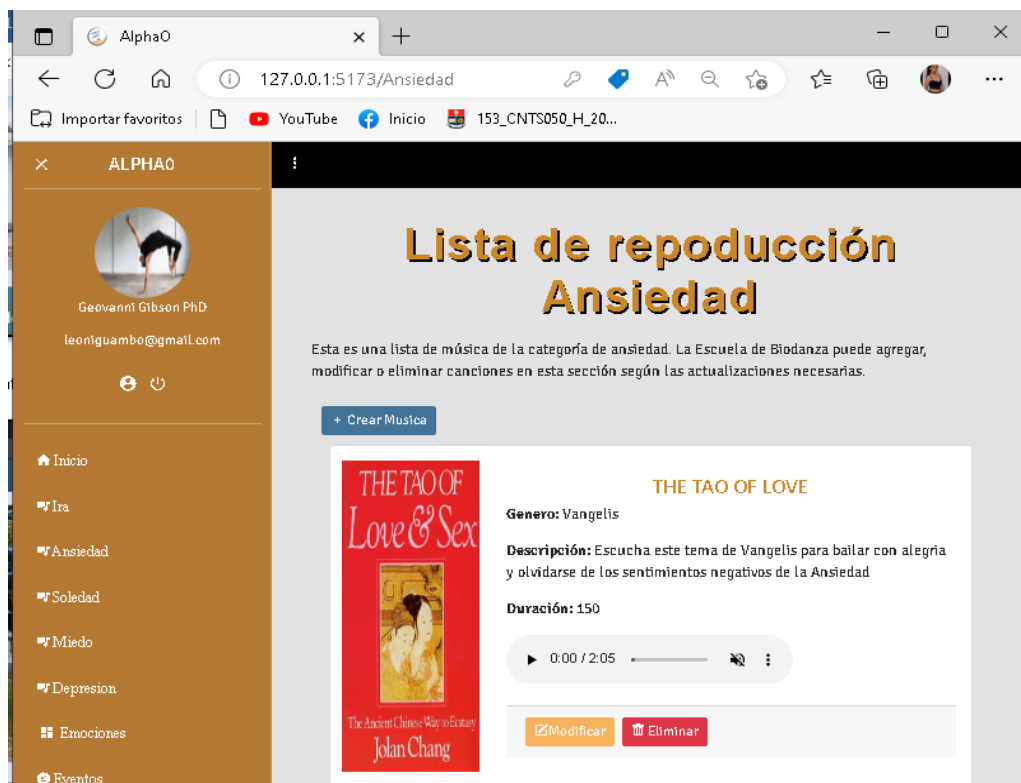 AlphaO
127.0.0.1:5173/Ansiedad
Importar favoritos
YouTube
Inicio
153_CNTS050_H_20...
ALPHAO
Geovanni Gibson PhD
leoniguambo@gmail.com
Inicio
Ira
Ansiedad
Soledad
Miedo
Depresion
Emociones
Eventos
Lista de repoducción
Ansiedad
Esta es una lista de música de la categoría de ansiedad. La Escuela de Biodanza puede agregar,
modificar o eliminar canciones en esta sección según las actualizaciones necesarias.
+ Crear Musica
THE TAO OF
Love & Sex
The Ancient Chinese Way to Ecstasy
Jolan Chang
THE TAO OF LOVE
Genero: Vangelis
Descripción: Escucha este tema de Vangelis para bailar con alegria
y olvidarse de los sentimientos negativos de la Ansiedad
Duración: 150
0:00 / 2:05
Modificar
Eliminar